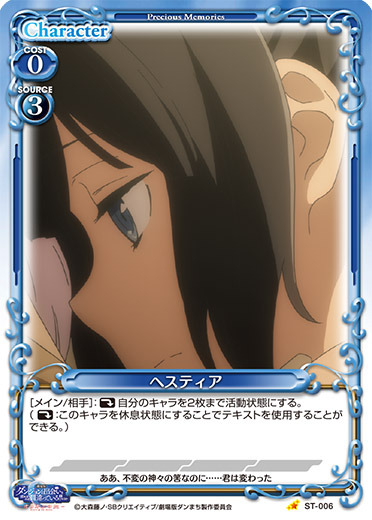 Precious Memories
Character
COST
0
SOURCE
3
ヘスティア
[メイン/相手]:自分のキャラを2枚まで活動状態にする。
(:このキャラを休息状態にすることでテキストを使用することが
できる。)
ああ、不変の神々の筈なのに……君は変わった
©大森藤ノ・SBクリエイティブ/劇場版ダンまち製作委員会
ST-006